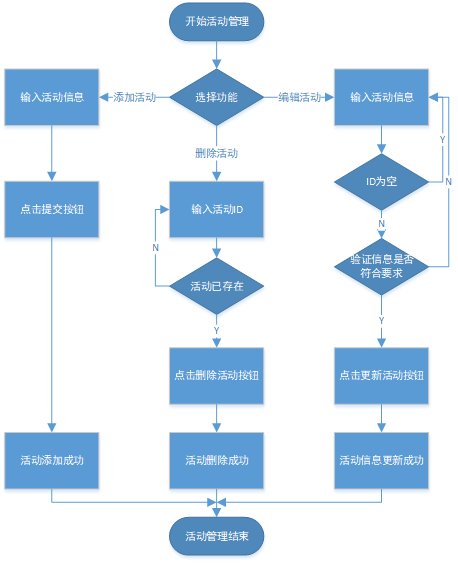 开始活动管理
输入活动信息
添加活动
选择功能
编辑活动
输入活动信息
删除活动
Y
ID为空
N
点击提交按钮
输入活动ID
N
N
验证信息是否
符合要求
活动已存在
Y
Y
点击删除活动按钮
点击更新活动按钮
活动添加成功
活动删除成功
活动信息更新成功
活动管理结束